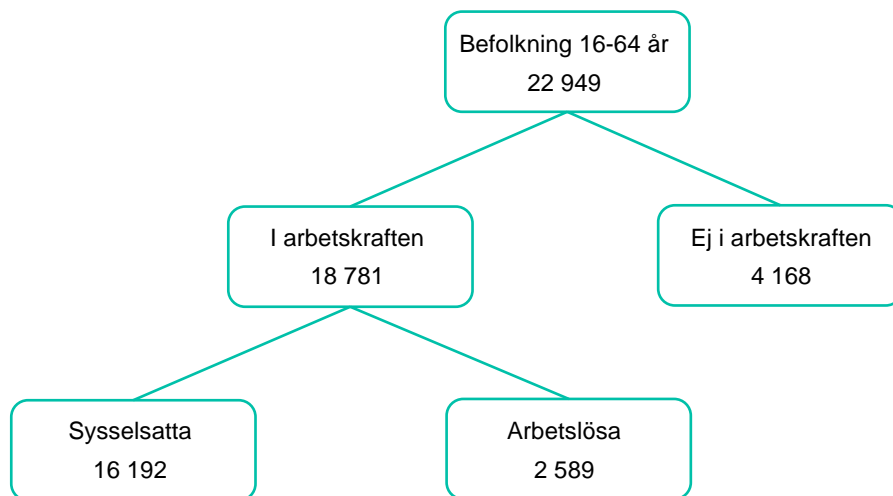 Befolkning 16-64 år
22 949
I arbetskraften
18 781
Ej i arbetskraften
4 168
Sysselsatta
16 192
Arbetslösa
2 589